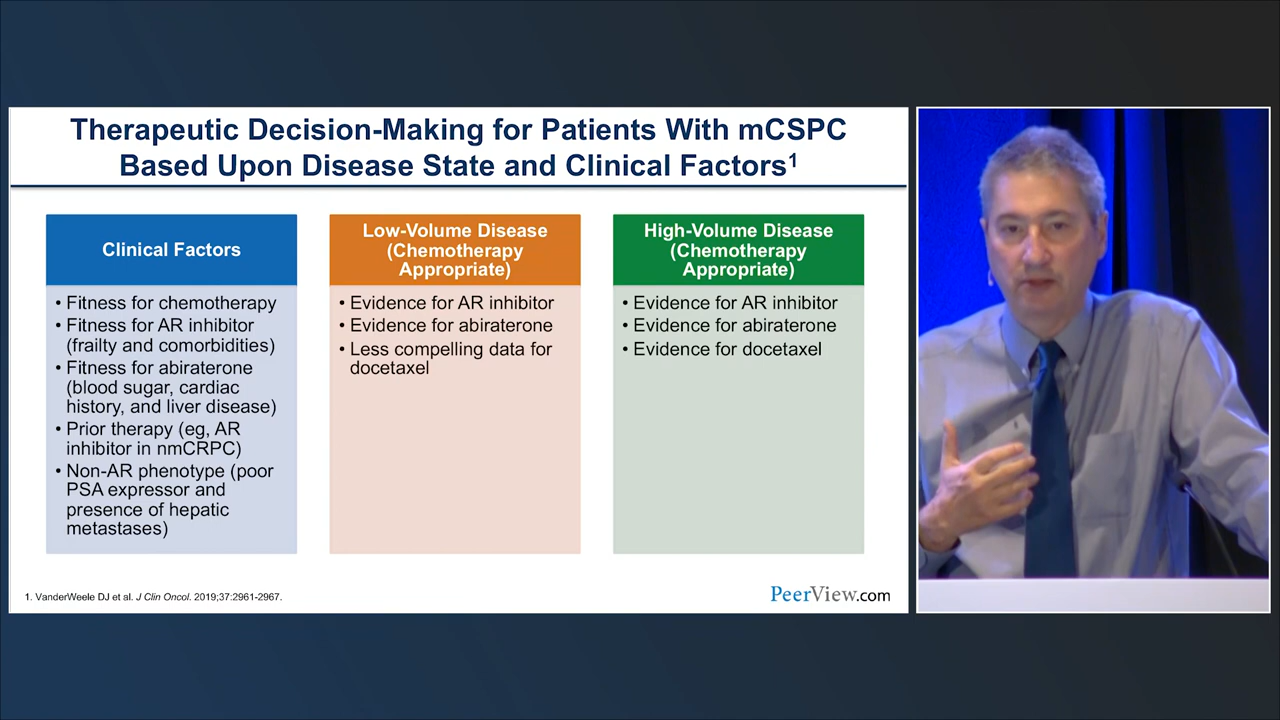 Therapeutic Decision-Making for Patients With mCSPC
Based Upon Disease State and Clinical Factors1
Clinical Factors
• Fitness for chemotherapy
• Fitness for AR inhibitor
(frailty and comorbidities)
• Fitness for abiraterone
(blood sugar, cardiac
history, and liver disease)
• Prior therapy (eg, AR
inhibitor in nmCRPC)
• Non-AR phenotype (poor
PSA expressor and
presence of hepatic
metastases)
Low-Volume Disease
(Chemotherapy
Appropriate)
• Evidence for AR inhibitor
• Evidence for abiraterone
• Less compelling data for
docetaxel
High-Volume Disease
(Chemotherapy
Appropriate)
• Evidence for AR inhibitor
• Evidence for abiraterone
• Evidence for docetaxel
1. VanderWeele DJ et al. J Clin Oncol. 2019;37:2961-2967.
PeerView.com